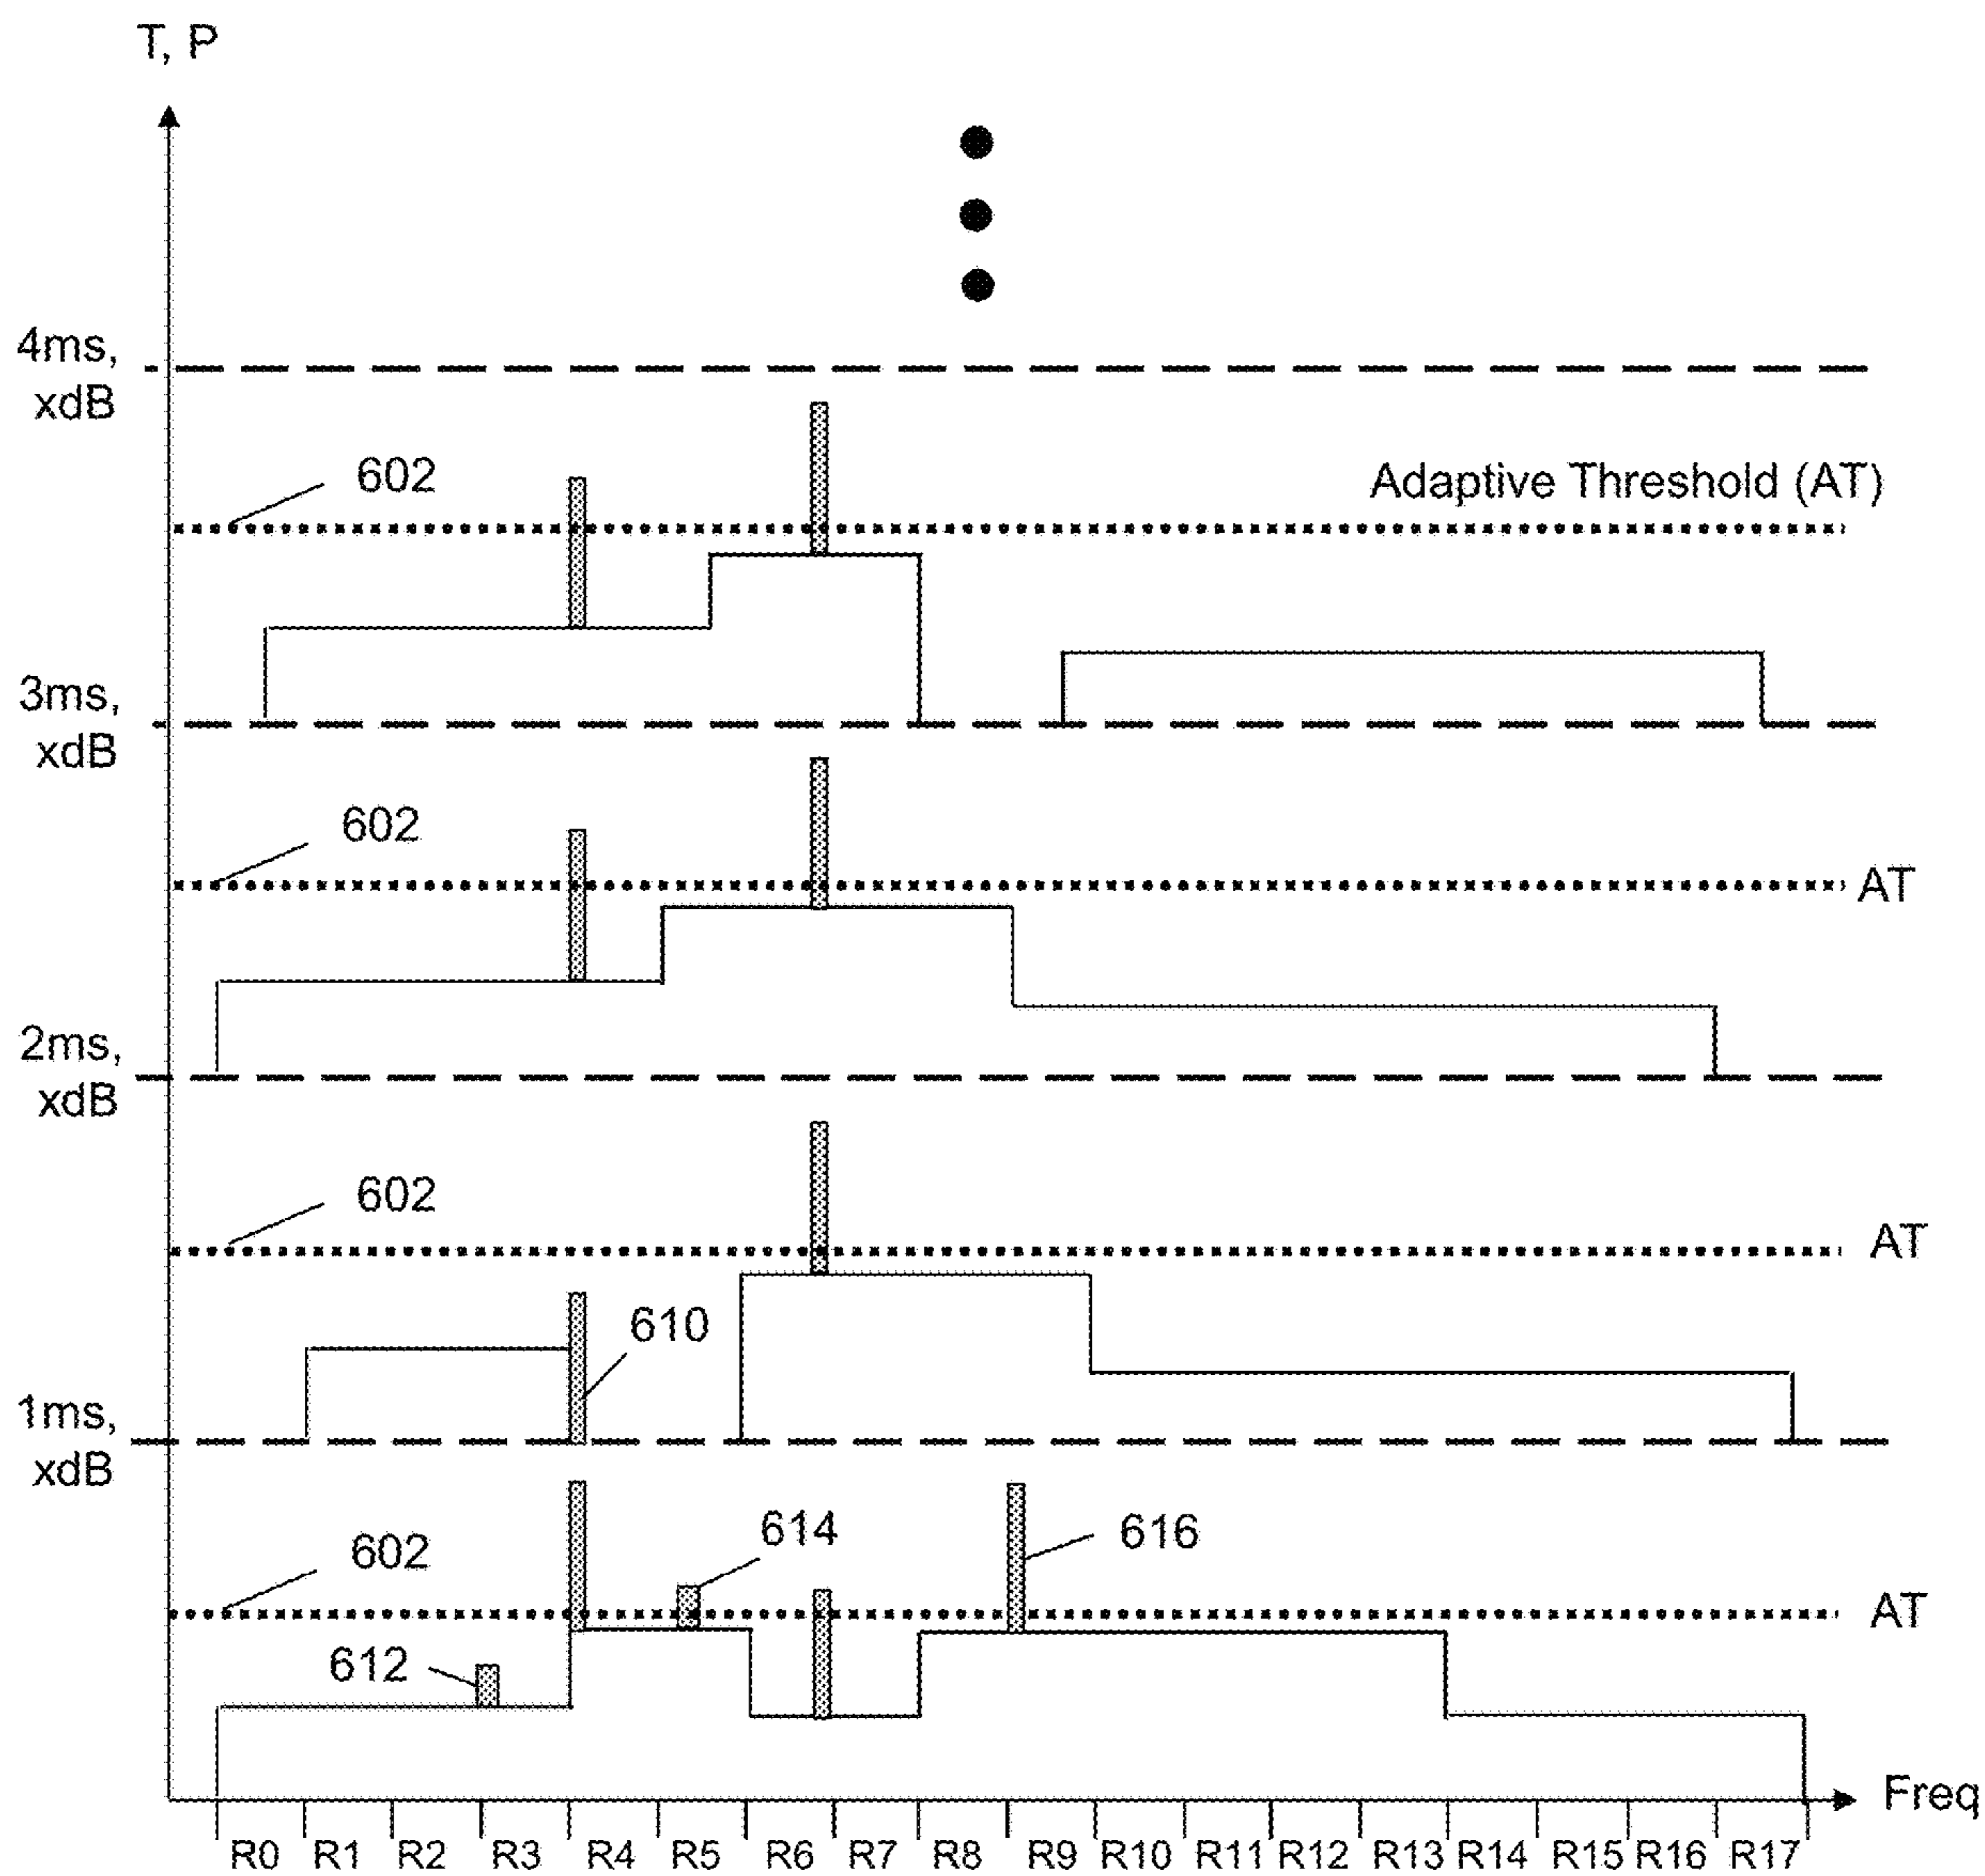 T, P
4ms,
xdB
602
Adaptive Threshold (AT)
3ms,
xdB
602
AT
2ms,
xdB
602
AT
610
1ms,
xdB
602
614
616
AT
612
Freq
R0 R1 R2 R3 R4 R5 R6 R7 R8 R9 R10 R11 R12 R13 R14 R15 R16 R17